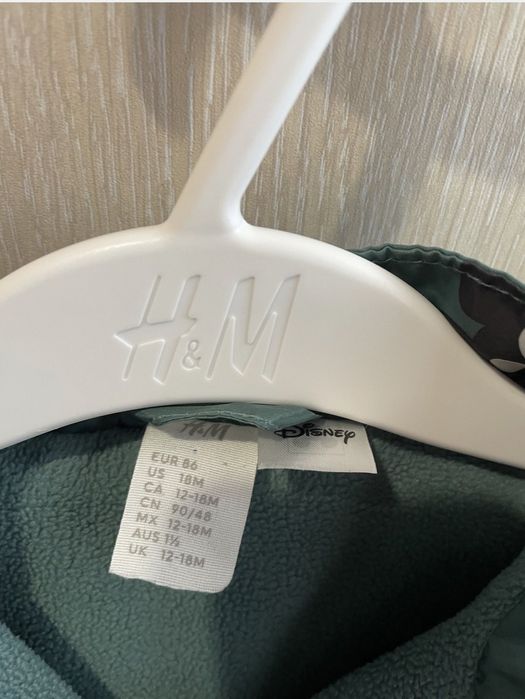 H&M
H&M
Disney
EUR 86
US 18M
CA 12-18M
CN 90/48
MX 12-18M
AUS 1½
UK 12-18M